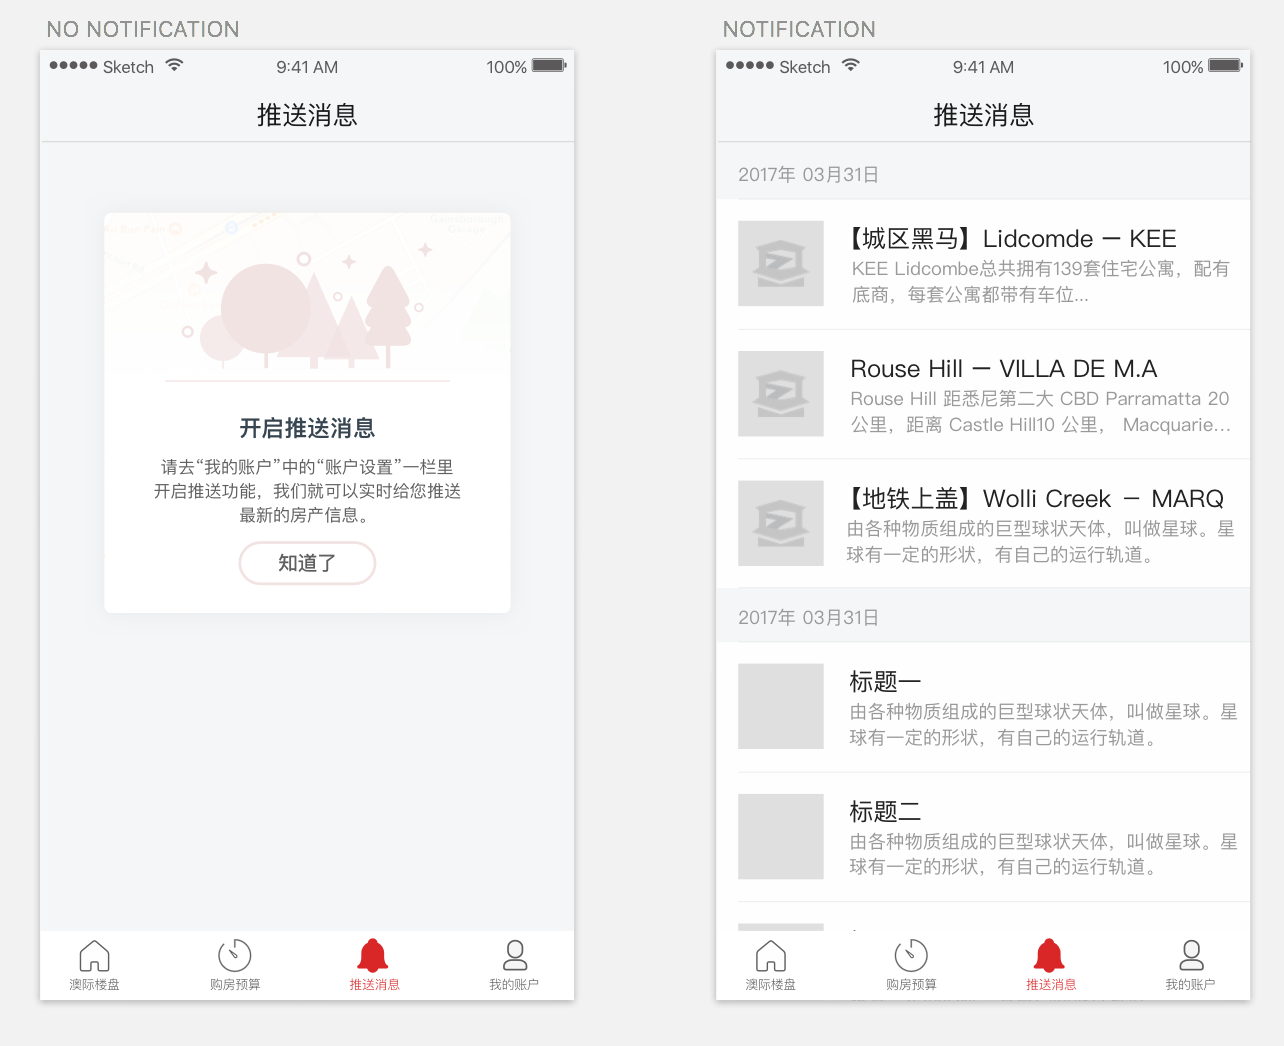 NO NOTIFICATION
Sketch 9:41 AM 100%
推送消息
开启推送消息
请去“我的账户”中的“账户设置”一栏里
开启推送功能，我们就可以实时给您推送
最新的房产信息。
知道了
澳际楼盘 购房预算 推送消息 我的账户
NOTIFICATION
Sketch 9:41 AM 100%
推送消息
2017年 03月31日
【城区黑马】Lidcomde — KEE
KEE Lidcombe总共拥有139套住宅公寓，配有
底商，每套公寓都带有车位...
Rouse Hill — VILLA DE M.A
Rouse Hill 距悉尼第二大 CBD Parramatta 20
公里，距离 Castle Hill10 公里， Macquarie...
【地铁上盖】Wolli Creek — MARQ
由各种物质组成的巨型球状天体，叫做星球。星
球有一定的形状，有自己的运行轨道。
2017年 03月31日
标题一
由各种物质组成的巨型球状天体，叫做星球。星
球有一定的形状，有自己的运行轨道。
标题二
由各种物质组成的巨型球状天体，叫做星球。星
球有一定的形状，有自己的运行轨道。
澳际楼盘 购房预算 推送消息 我的账户